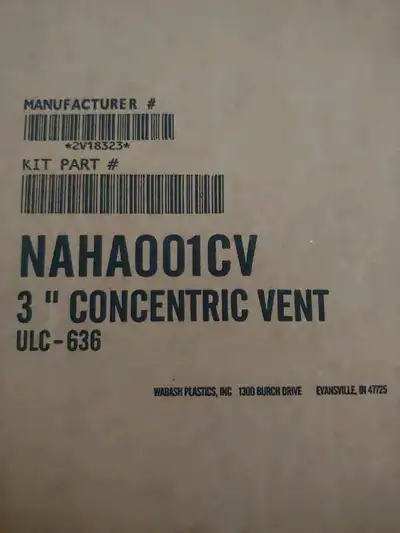 MANUFACTURER #
*2V18323*
KIT PART #
NAHA001CV
3 " CONCENTRIC VENT
ULC-636
WABASH PLASTICS, INC 1300 BURCH DRIVE EVANSVILLE, IN 47725